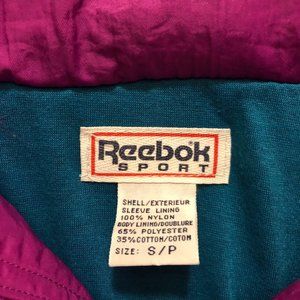 Reebok
SPORT
SHELL/EXTERIEUR
SLEEVE LINING
100% NYLON
BODY LINING/DOUBLURE
65% POLYESTER
35% COTTON/COTON
SIZE: S/P